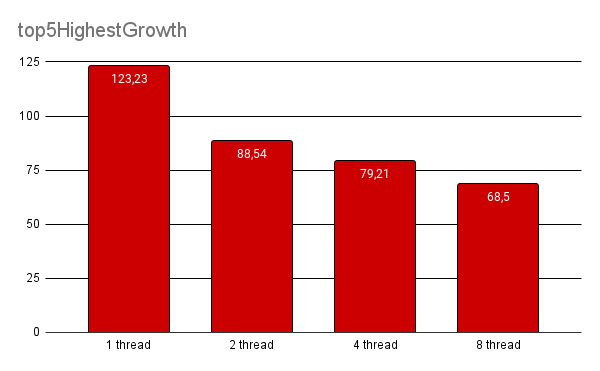 top5HighestGrowth
125
100
75
50
25
0
123,23
88,54
79,21
68,5
1 thread
2 thread
4 thread
8 thread